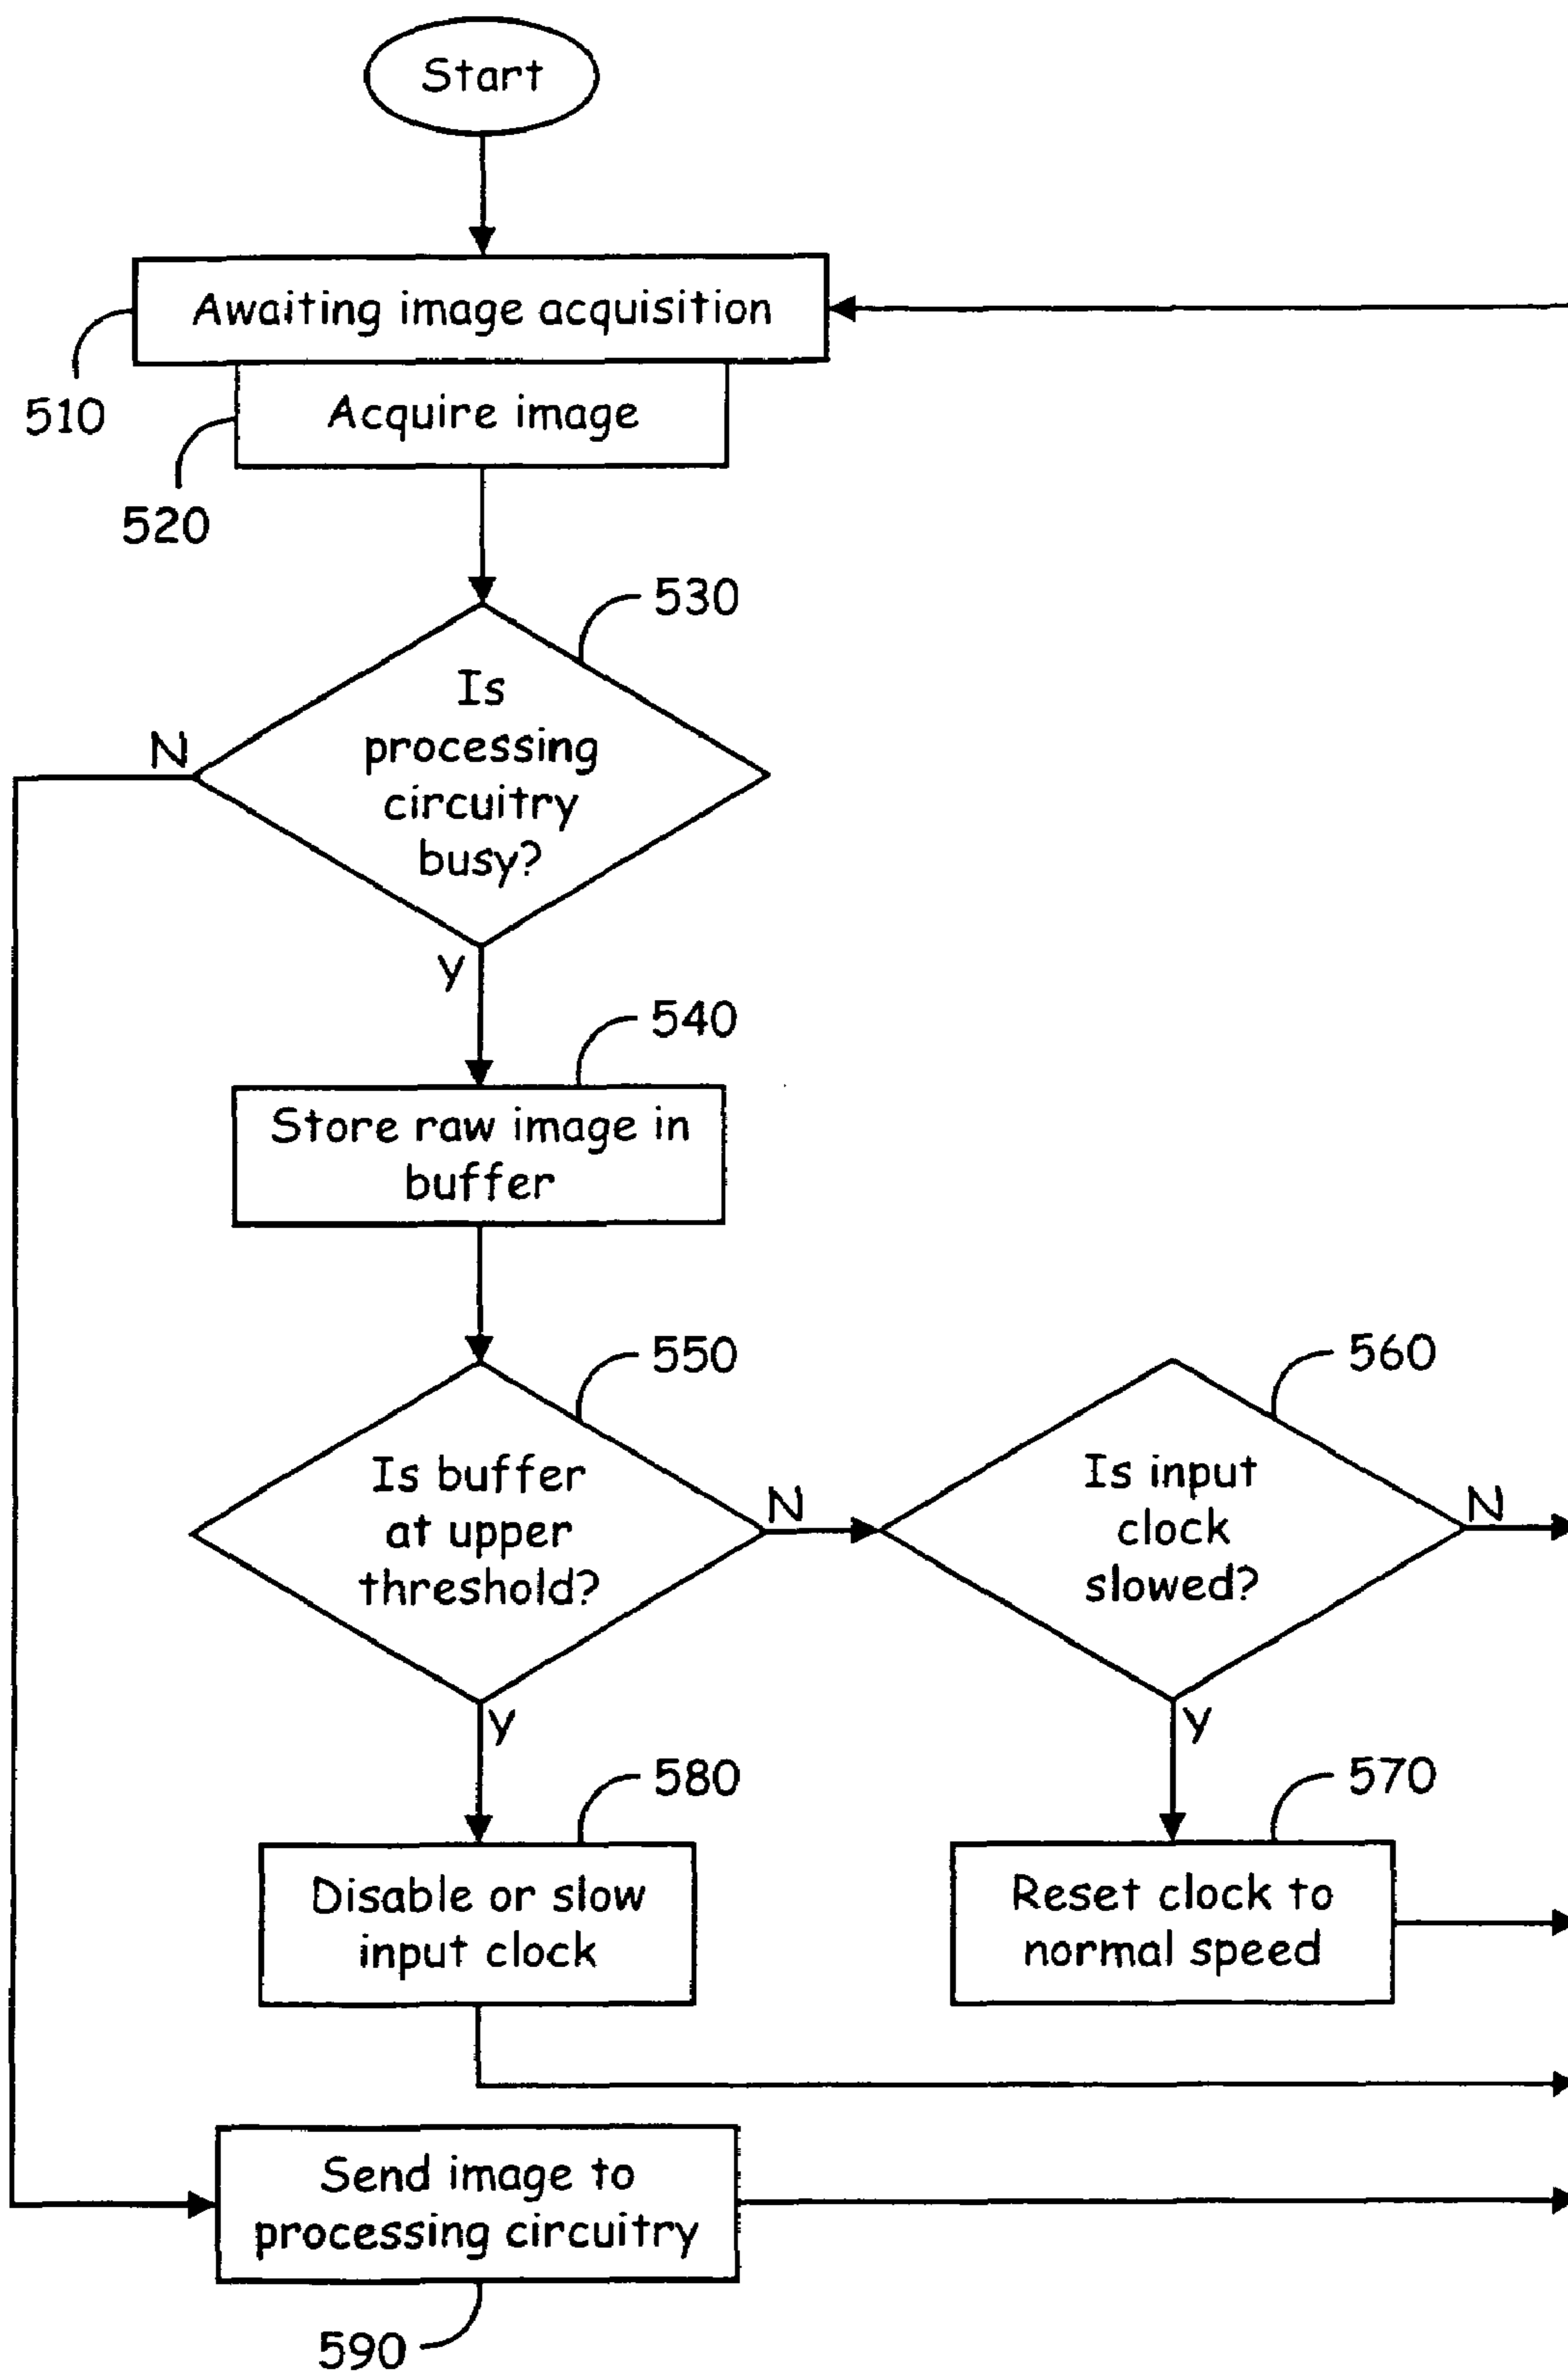 Start
Awaiting image acquisition
510
Acquire image
520
530
Is
processing
circuitry
busy?
N
y
540
Store raw image in
buffer
550
Is buffer
at upper
threshold?
N
y
560
Is input
clock
slowed?
N
y
580
Disable or slow
input clock
570
Reset clock to
normal speed
Send image to
processing circuitry
590